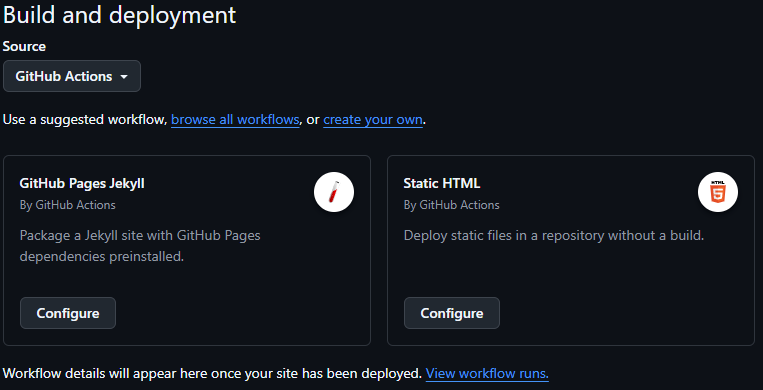 Build and deployment
Source
GitHub Actions
Use a suggested workflow, browse all workflows, or create your own.
GitHub Pages Jekyll
By GitHub Actions
Package a Jekyll site with GitHub Pages
dependencies preinstalled.
Configure
Static HTML
HTML
5
By GitHub Actions
Deploy static files in a repository without a build.
Configure
Workflow details will appear here once your site has been deployed. View workflow runs.